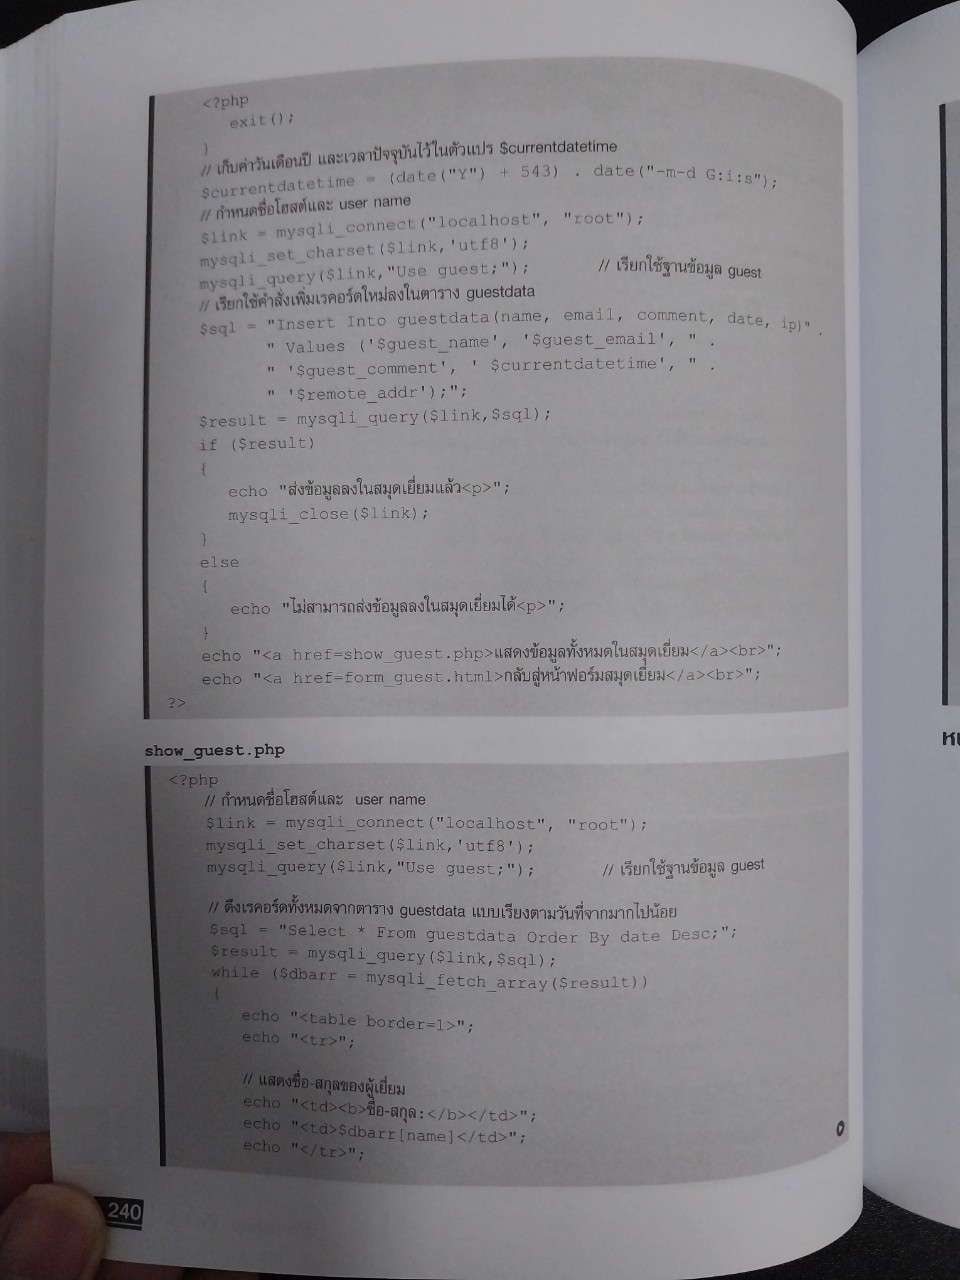 <?php
exit();
}
// เก็บค่าวันเดือนปี และเวลาปัจจุบันไว้ในตัวแปร $currentdatetime
$currentdatetime = (date("Y") + 543) . date("-m-d G:i:s");
// กำหนดชื่อโฮสต์และ user name
$link = mysqli_connect("localhost", "root");
mysqli_set_charset($link,'utf8');
mysqli_query($link,"Use guest;"); // เรียกใช้ฐานข้อมูล guest
// เรียกใช้คำสั่งเพิ่มเรคอร์ดใหม่ลงในตาราง guestdata
$sql = "Insert Into guestdata(name, email, comment, date, ip)" .
" Values ('$guest_name', '$guest_email', " .
" '$guest_comment', ' $currentdatetime', " .
" '$remote_addr');";
$result = mysqli_query($link,$sql);
if ($result)
{
echo "ส่งข้อมูลลงในสมุดเยี่ยมแล้ว<p>";
mysqli_close($link);
}
else
{
echo "ไม่สามารถส่งข้อมูลลงในสมุดเยี่ยมได้<p>";
}
echo "<a href=show_guest.php>แสดงข้อมูลทั้งหมดในสมุดเยี่ยม</a><br>";
echo "<a href=form_guest.html>กลับสู่หน้าฟอร์มสมุดเยี่ยม</a><br>";
?>
show_guest.php
<?php
// กำหนดชื่อโฮสต์และ user name
$link = mysqli_connect("localhost", "root");
mysqli_set_charset($link,'utf8');
mysqli_query($link,"Use guest;"); // เรียกใช้ฐานข้อมูล guest
// ดึงเรคอร์ดทั้งหมดจากตาราง guestdata แบบเรียงตามวันที่จากมากไปน้อย
$sql = "Select * From guestdata Order By date Desc;";
$result = mysqli_query($link,$sql);
while ($dbarr = mysqli_fetch_array($result))
{
echo "<table border=1>";
echo "<tr>";
// แสดงชื่อ-สกุลของผู้เยี่ยม
echo "<td><b>ชื่อ-สกุล:</b></td>";
echo "<td>$dbarr[name]</td>";
echo "</tr>";
240